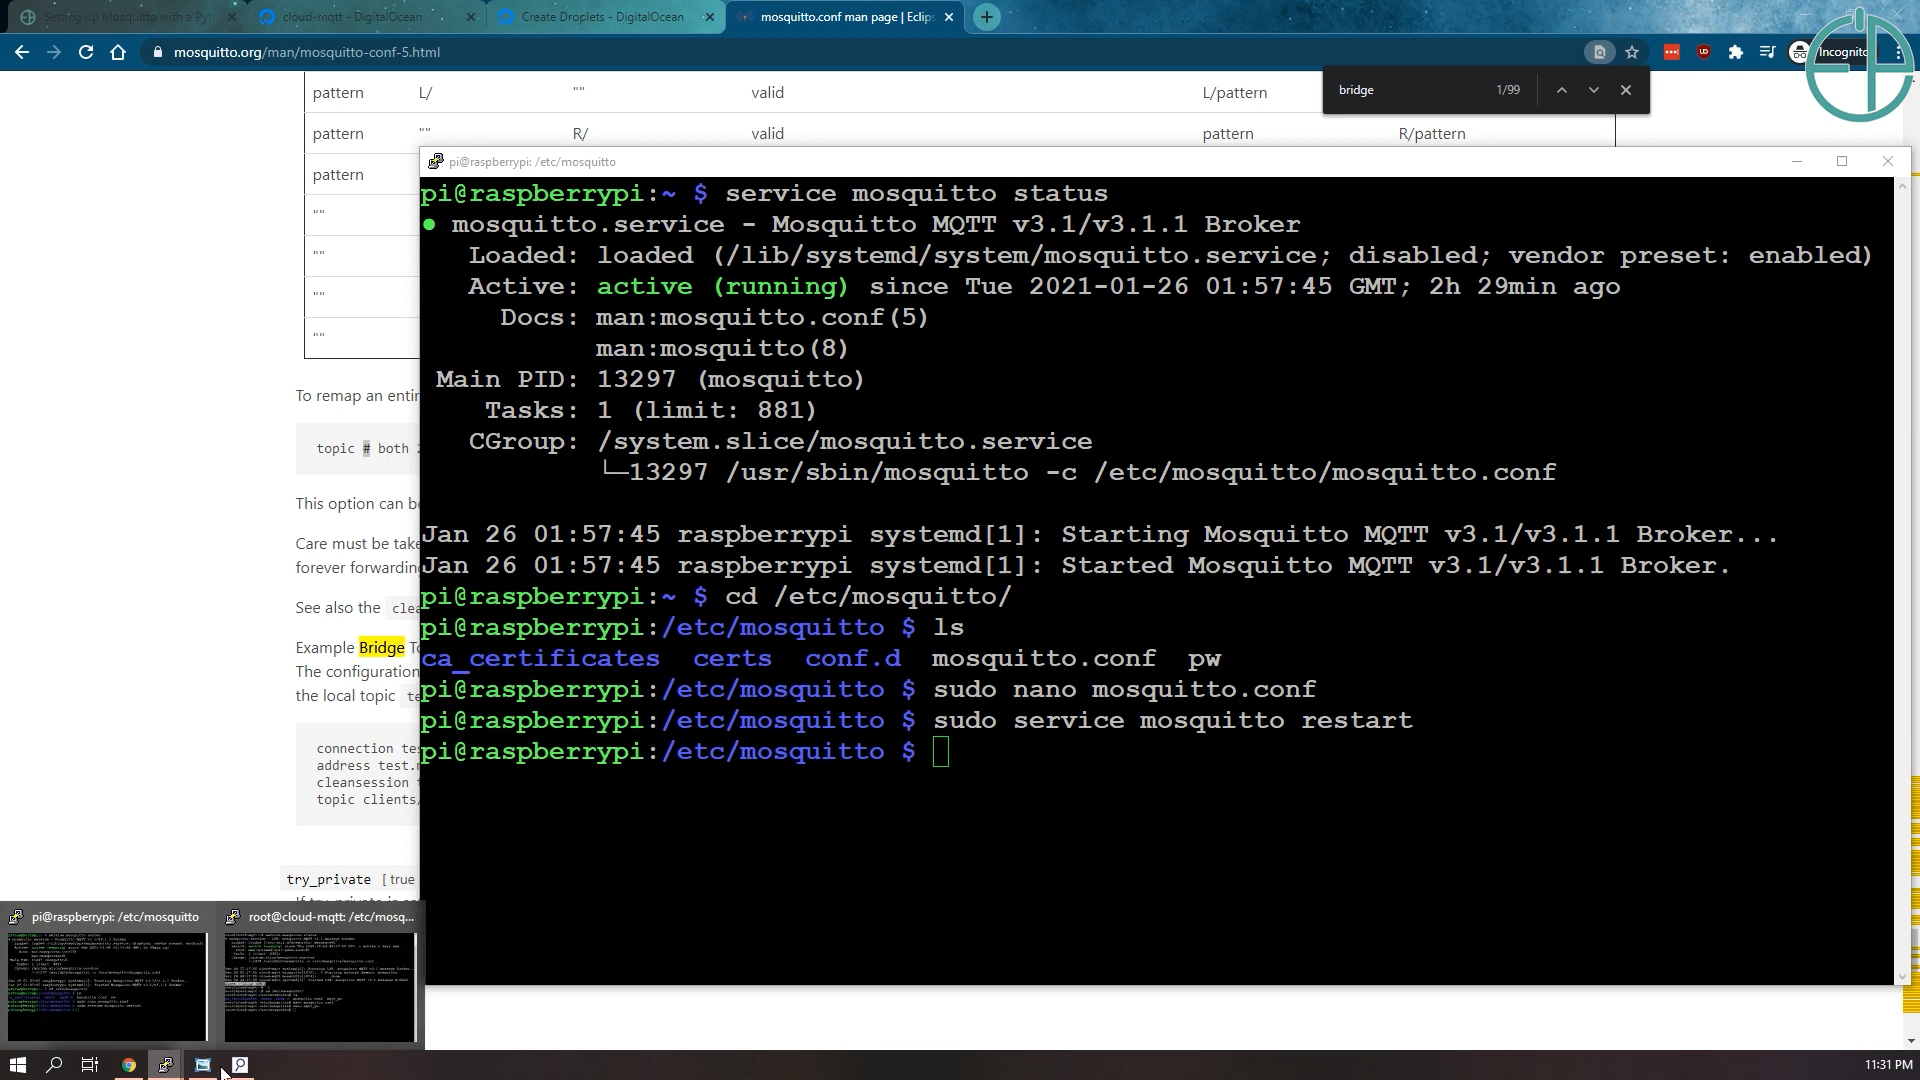 Setting up Mosquitto with a Pyt
cloud-mqtt - DigitalOcean
Create Droplets - DigitalOcean
mosquitto.conf man page | Eclips
mosquitto.org/man/mosquitto-conf-5.html
Incognito
bridge 1/99
pattern L/ "" valid L/pattern
pattern "" R/ valid pattern R/pattern
pattern
""
""
""
""
To remap an entir
topic # both
This option can be
Care must be take
forever forwarding
See also the clea
Example Bridge To
The configuration
the local topic te
connection tes
address test.m
cleansession t
topic clients/
try_private [ true
pi@raspberrypi: /etc/mosquitto
pi@raspberrypi:~ $ service mosquitto status
● mosquitto.service - Mosquitto MQTT v3.1/v3.1.1 Broker
Loaded: loaded (/lib/systemd/system/mosquitto.service; disabled; vendor preset: enabled)
Active: active (running) since Tue 2021-01-26 01:57:45 GMT; 2h 29min ago
Docs: man:mosquitto.conf(5)
man:mosquitto(8)
Main PID: 13297 (mosquitto)
Tasks: 1 (limit: 881)
CGroup: /system.slice/mosquitto.service
└─13297 /usr/sbin/mosquitto -c /etc/mosquitto/mosquitto.conf
Jan 26 01:57:45 raspberrypi systemd[1]: Starting Mosquitto MQTT v3.1/v3.1.1 Broker...
Jan 26 01:57:45 raspberrypi systemd[1]: Started Mosquitto MQTT v3.1/v3.1.1 Broker.
pi@raspberrypi:~ $ cd /etc/mosquitto/
pi@raspberrypi:/etc/mosquitto $ ls
ca_certificates certs conf.d mosquitto.conf pw
pi@raspberrypi:/etc/mosquitto $ sudo nano mosquitto.conf
pi@raspberrypi:/etc/mosquitto $ sudo service mosquitto restart
pi@raspberrypi:/etc/mosquitto $
pi@raspberrypi: /etc/mosquitto
root@cloud-mqtt: /etc/mosq...
11:31 PM